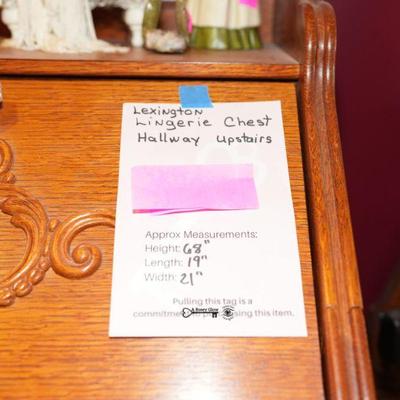 Lexington
Lingerie Chest
Hallway Upstairs
Approx Measurements:
Height: 68"
Length: 19"
Width: 21"
Pulling this tag is a
commitment to purchasing this item.